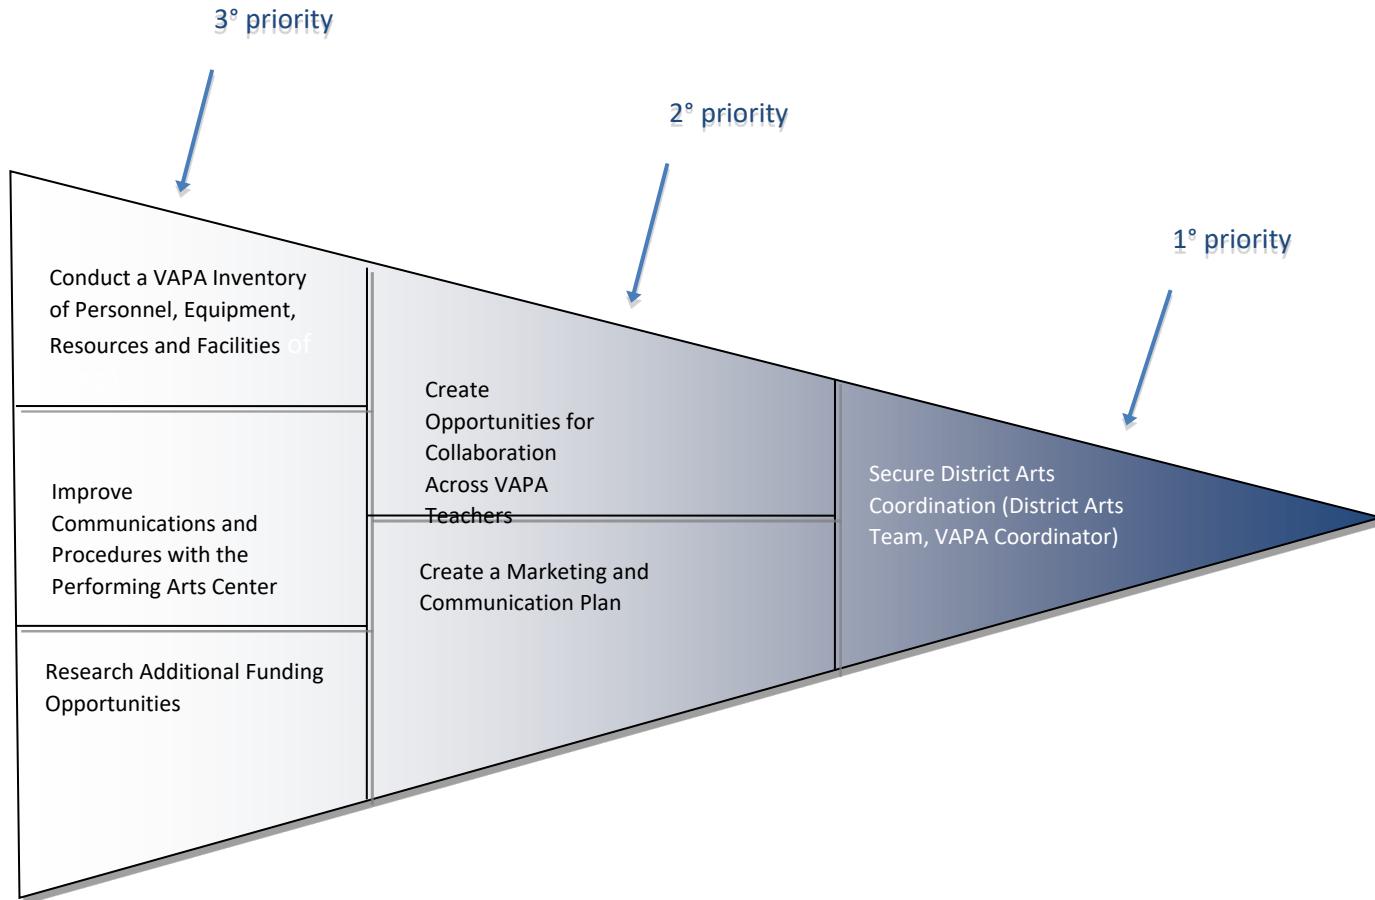 3° priority
2° priority
1° priority
Conduct a VAPA Inventory
of Personnel, Equipment,
Resources and Facilities of
Improve
Communications and
Procedures with the
Performing Arts Center
Research Additional Funding
Opportunities
Create
Opportunities for
Collaboration
Across VAPA
Teachers
Create a Marketing and
Communication Plan
Secure District Arts
Coordination (District Arts
Team, VAPA Coordinator)